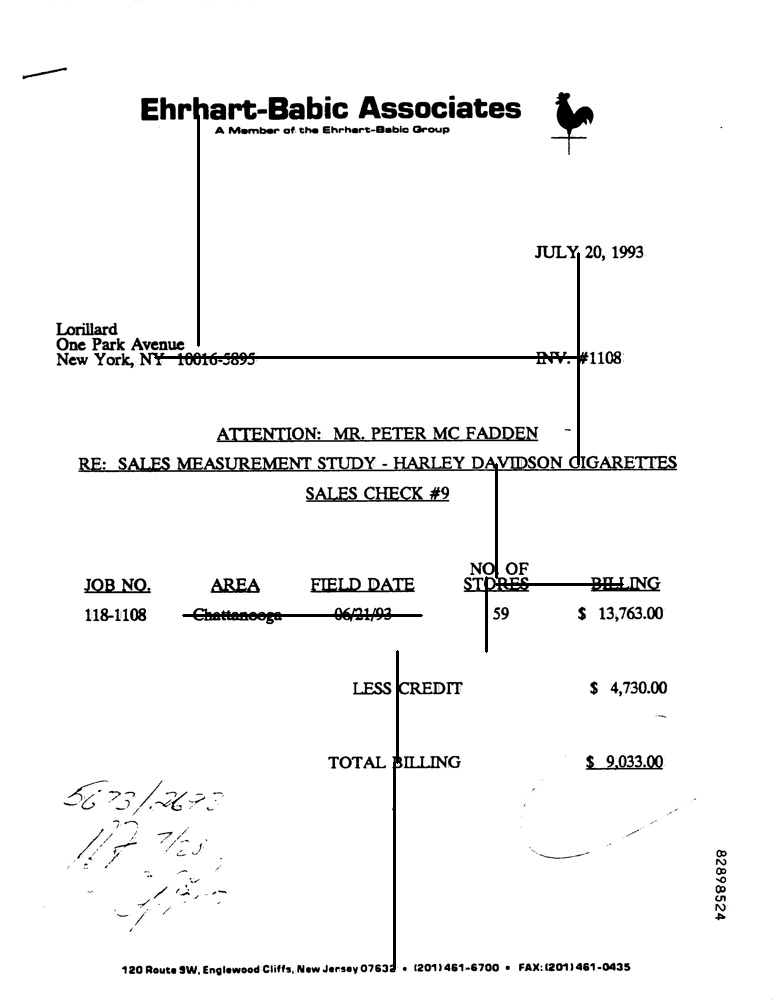 Ehrhart-Babic Associates
A Member of the Ehrhart-Babic Group
JULY 20, 1993
Lorillard
One Park Avenue
New York, NY 10016-5895 INV. #1108
ATTENTION: MR. PETER MC FADDEN
RE: SALES MEASUREMENT STUDY - HARLEY DAVIDSON CIGARETTES
SALES CHECK #9
NO. OF
JOB NO. AREA FIELD DATE STORES BILLING
118-1108 Chattanooga 06/21/93 59 $ 13,763.00
LESS CREDIT $ 4,730.00
TOTAL BILLING $ 9,033.00
5673/2693
7/28
82898524
120 Route 9W, Englewood Cliffs, New Jersey 07632 • (201) 461-6700 • FAX: (201) 461-0435